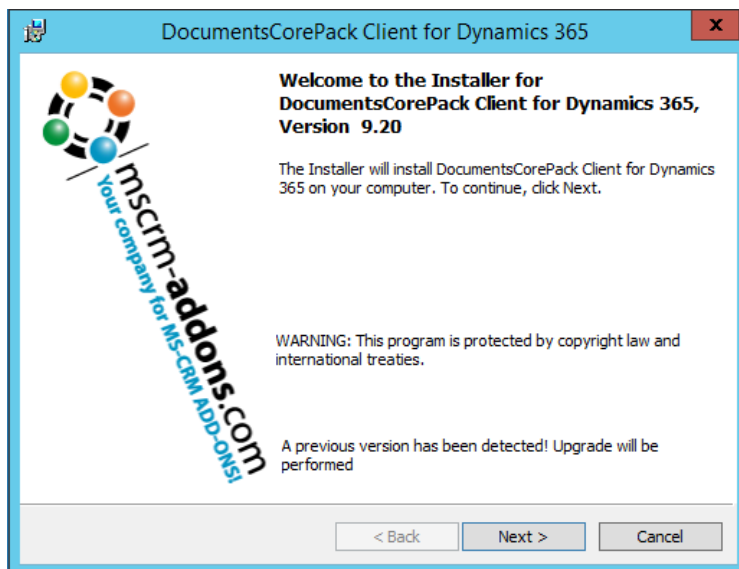 DocumentsCorePack Client for Dynamics 365
x
Welcome to the Installer for
DocumentsCorePack Client for Dynamics 365,
Version 9.20
The Installer will install DocumentsCorePack Client for Dynamics
365 on your computer. To continue, click Next.
mscrm-addons.com
Your company for MS-CRM ADD-ONS!
WARNING: This program is protected by copyright law and
international treaties.
A previous version has been detected! Upgrade will be
performed
< Back
Next >
Cancel